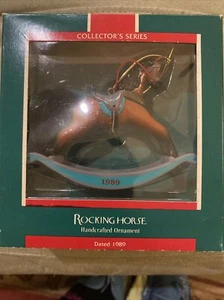 COLLECTOR'S SERIES
1989
ROCKING HORSE
Handcrafted Ornament
Dated 1989